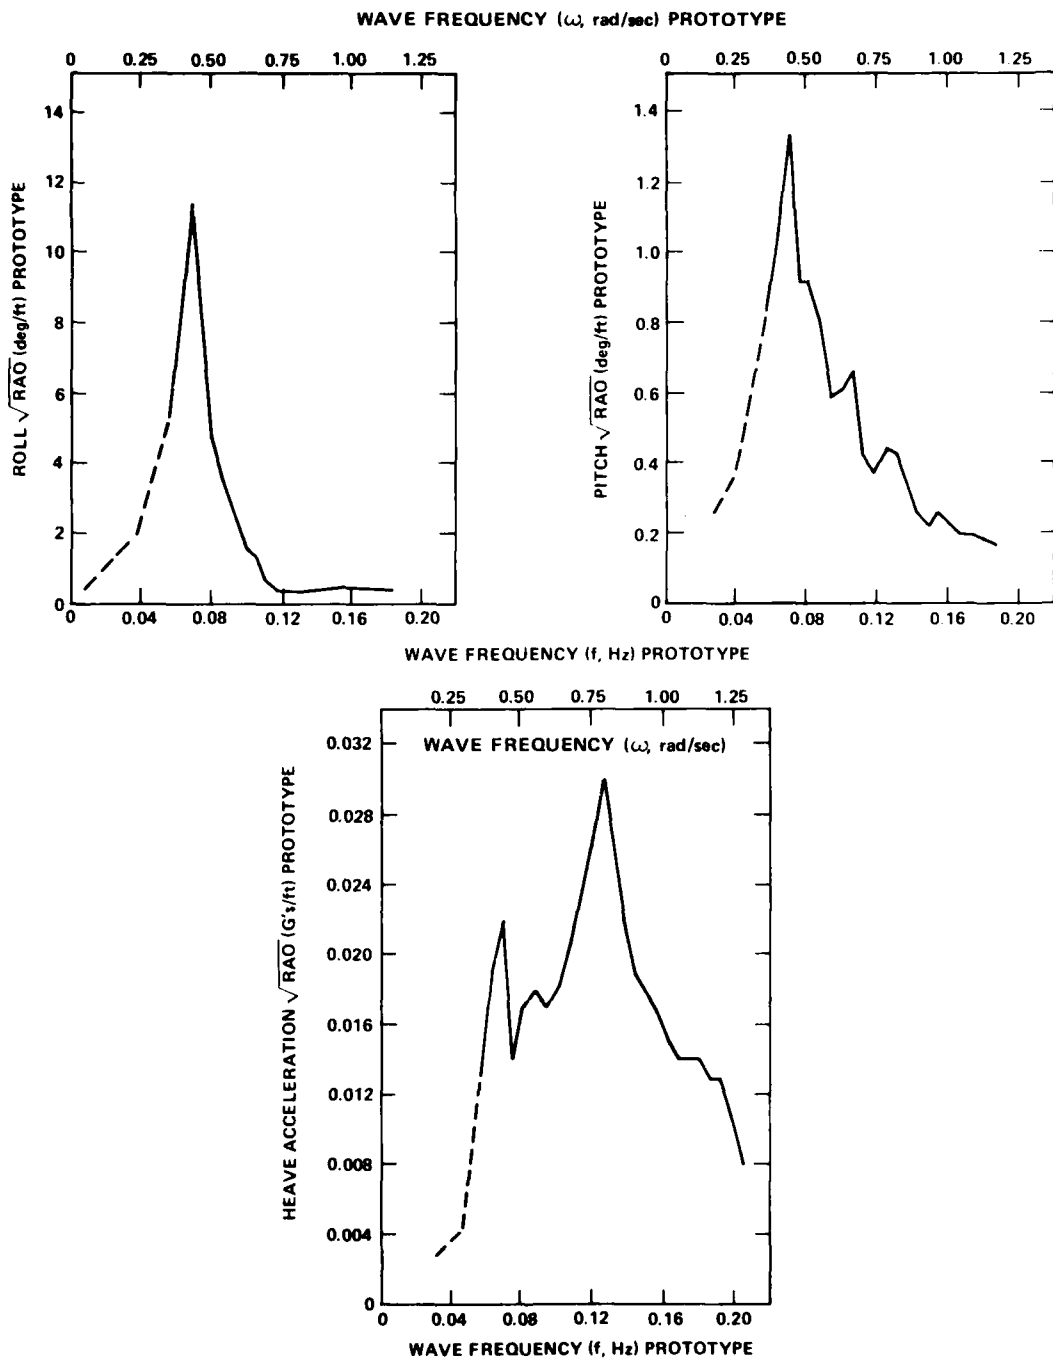 WAVE FREQUENCY (ω, rad/sec) PROTOTYPE
0 0.25 0.50 0.75 1.00 1.25
ROLL √RAO (deg/ft) PROTOTYPE
14
12
10
8
6
4
2
0
0 0.04 0.08 0.12 0.16 0.20
0 0.25 0.50 0.75 1.00 1.25
PITCH √RAO (deg/ft) PROTOTYPE
1.4
1.2
1.0
0.8
0.6
0.4
0.2
0
0.04 0.08 0.12 0.16 0.20
WAVE FREQUENCY (f, Hz) PROTOTYPE
0.25 0.50 0.75 1.00 1.25
WAVE FREQUENCY (ω, rad/sec)
HEAVE ACCELERATION √RAO (G's/ft) PROTOTYPE
0.032
0.028
0.024
0.020
0.016
0.012
0.008
0.004
0
0 0.04 0.08 0.12 0.16 0.20
WAVE FREQUENCY (f, Hz) PROTOTYPE